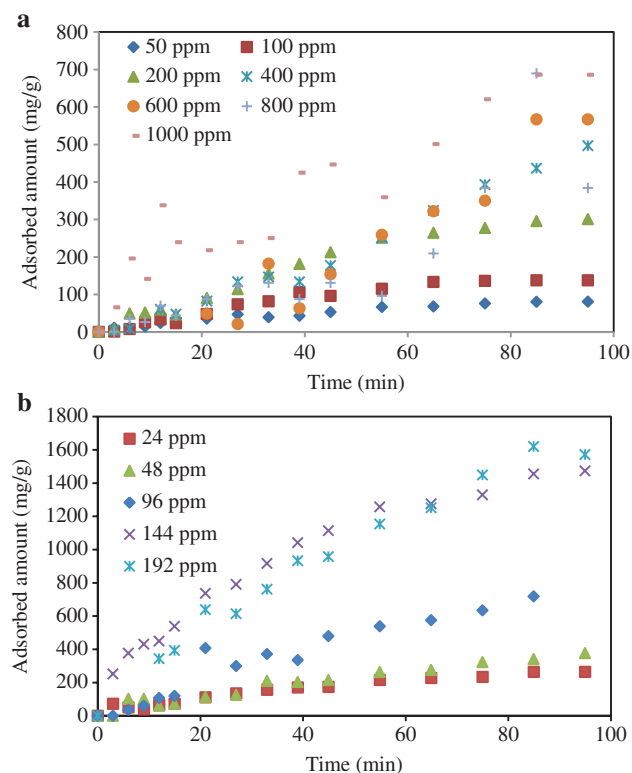 a
800
700
600
500
400
300
200
100
0
Adsorbed amount (mg/g)
50 ppm 100 ppm
200 ppm 400 ppm
600 ppm 800 ppm
1000 ppm
0 20 40 60 80 100
Time (min)
b
1800
1600
1400
1200
1000
800
600
400
200
0
Adsorbed amount (mg/g)
24 ppm
48 ppm
96 ppm
144 ppm
192 ppm
0 20 40 60 80 100
Time (min)